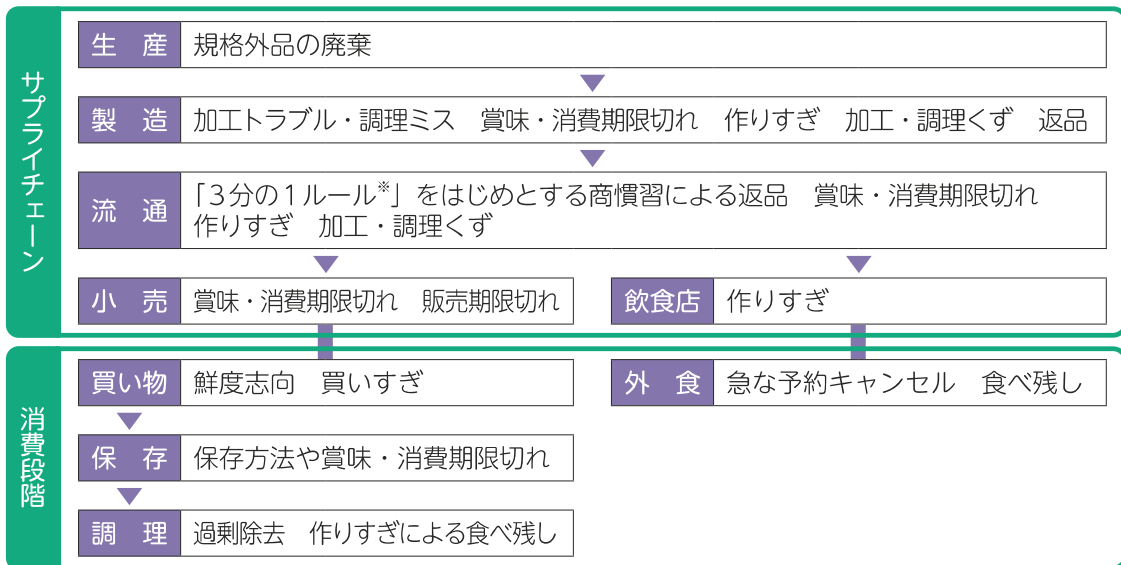 サプライチェーン
生　産　規格外品の廃棄
製　造　加工トラブル・調理ミス　賞味・消費期限切れ　作りすぎ　加工・調理くず　返品
流　通　「３分の１ルール※」をはじめとする商慣習による返品　賞味・消費期限切れ
作りすぎ　加工・調理くず
小　売　賞味・消費期限切れ　販売期限切れ
飲食店　作りすぎ
消費段階
買い物　鮮度志向　買いすぎ
外　食　急な予約キャンセル　食べ残し
保　存　保存方法や賞味・消費期限切れ
調　理　過剰除去　作りすぎによる食べ残し